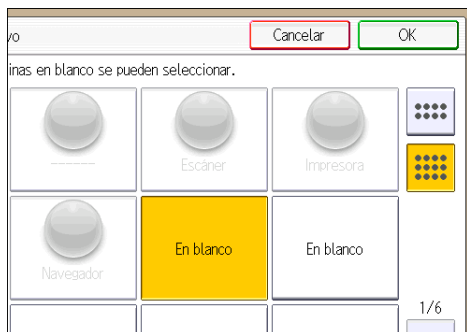 vo
Cancelar
OK
inas en blanco se pueden seleccionar.
Escáner
Impresora
Navegador
En blanco
En blanco
1/6